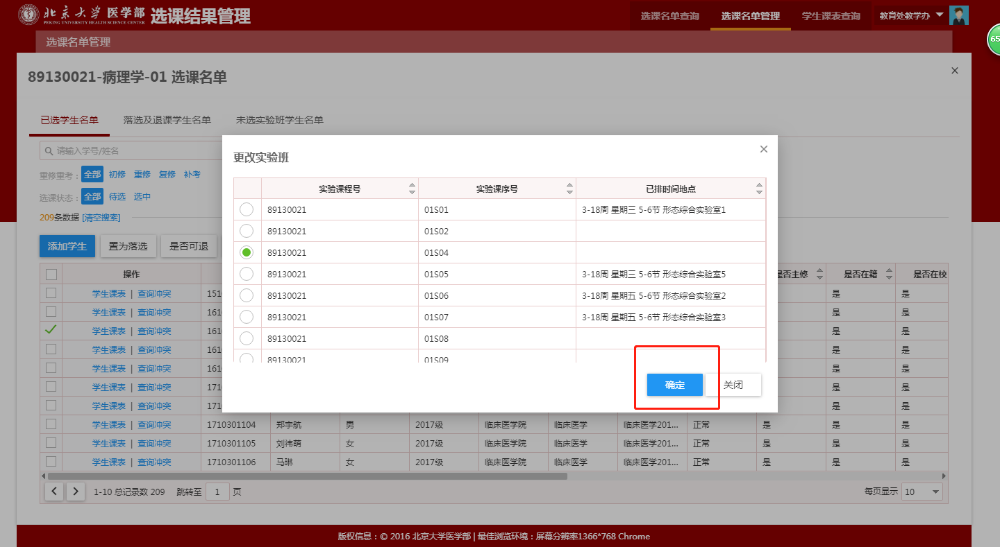 北京大学 医学部 选课结果管理 选课名单查询 选课名单管理 学生课表查询 教育处教学办
PEKING UNIVERSITY HEALTH SCIENCE CENTER
65
选课名单管理
89130021-病理学-01 选课名单
已选学生名单 落选及退课学生名单 未选实验班学生名单
请输入学号/姓名
重修重考： 全部 初修 重修 复修 补考
选课状态： 全部 待选 选中
209条数据 [清空搜索]
添加学生 置为落选 是否可退
更改实验班
实验课程号 实验课序号 已排时间地点
89130021 01S01 3-18周 星期三 5-6节 形态综合实验室1
89130021 01S02
89130021 01S04
89130021 01S05 3-18周 星期三 5-6节 形态综合实验室5
89130021 01S06 3-18周 星期五 5-6节 形态综合实验室2
89130021 01S07 3-18周 星期五 5-6节 形态综合实验室3
89130021 01S08
89130021 01S09
确定 关闭
操作 是否主修 是否在籍 是否在校
学生课表 | 查询冲突 151 是 是
学生课表 | 查询冲突 161 是 是
学生课表 | 查询冲突 161 是 是
学生课表 | 查询冲突 161 是 是
学生课表 | 查询冲突 161 是 是
学生课表 | 查询冲突 171 是 是
学生课表 | 查询冲突 171 是 是
学生课表 | 查询冲突 1710301104 郑宇航 男 2017级 临床医学院 临床医学 临床医学201... 正常 是 是 是
学生课表 | 查询冲突 1710301105 刘祎萌 女 2017级 临床医学院 临床医学 临床医学201... 正常 是 是 是
学生课表 | 查询冲突 1710301106 马琳 女 2017级 临床医学院 临床医学 临床医学201... 正常 是 是 是
1-10 总记录数 209 跳转至 1 页 每页显示 10
版权信息：© 2016 北京大学医学部 | 最佳浏览环境：屏幕分辨率1366*768 Chrome